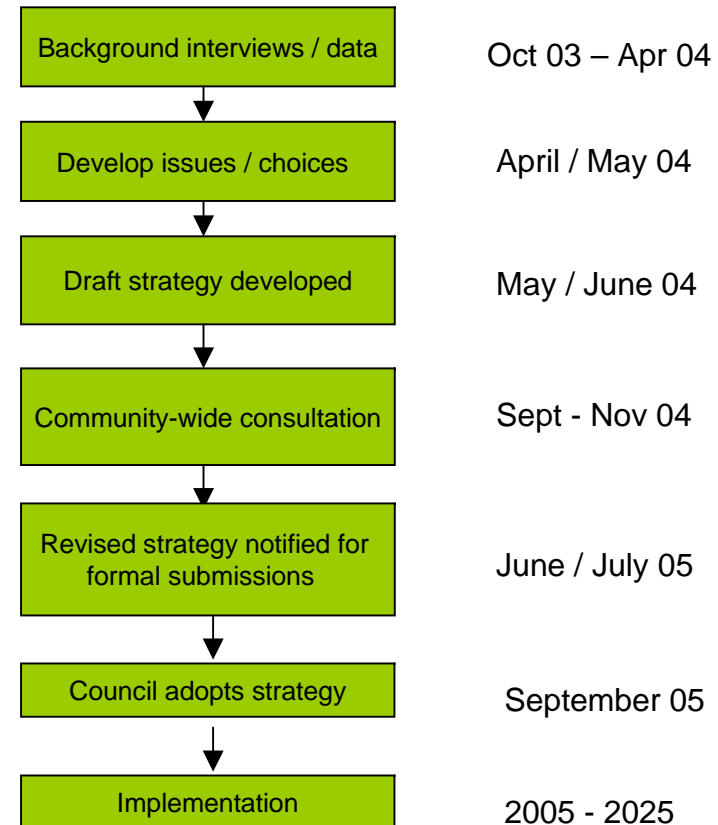 Background interviews / data
Oct 03 – Apr 04
Develop issues / choices
April / May 04
Draft strategy developed
May / June 04
Community-wide consultation
Sept - Nov 04
Revised strategy notified for
formal submissions
June / July 05
Council adopts strategy
September 05
Implementation
2005 - 2025